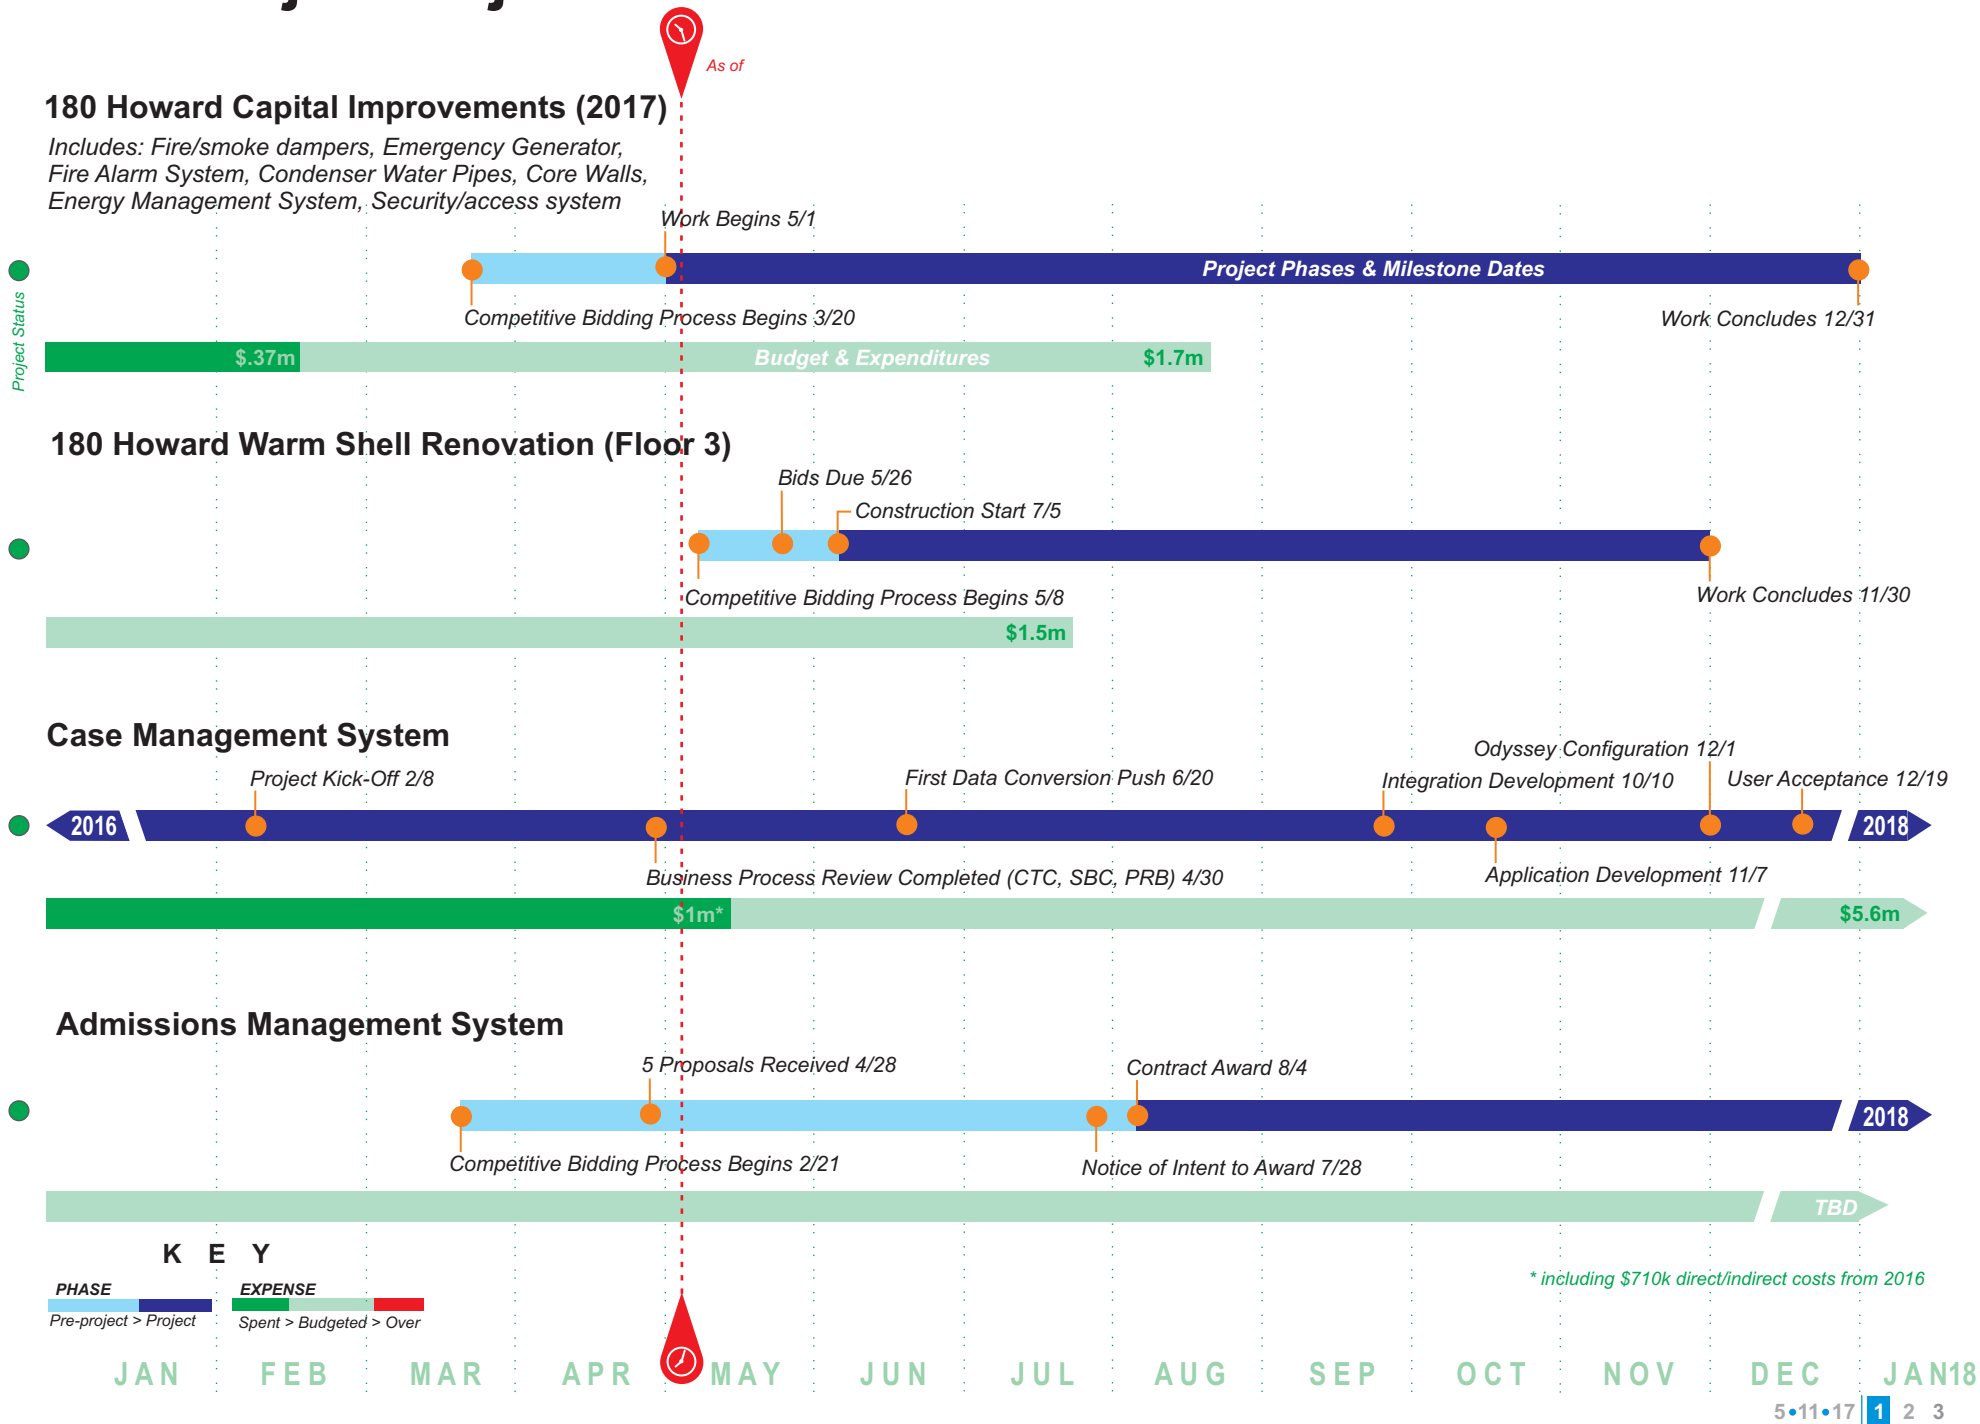 As of
180 Howard Capital Improvements (2017)
Includes: Fire/smoke dampers, Emergency Generator,
Fire Alarm System, Condenser Water Pipes, Core Walls,
Energy Management System, Security/access system
Work Begins 5/1
Project Phases & Milestone Dates
Competitive Bidding Process Begins 3/20
Work Concludes 12/31
Project Status
$.37m
Budget & Expenditures
$1.7m
180 Howard Warm Shell Renovation (Floor 3)
Bids Due 5/26
Construction Start 7/5
Competitive Bidding Process Begins 5/8
Work Concludes 11/30
$1.5m
Case Management System
Odyssey Configuration 12/1
Project Kick-Off 2/8
First Data Conversion Push 6/20
Integration Development 10/10
User Acceptance 12/19
2016
2018
Business Process Review Completed (CTC, SBC, PRB) 4/30
Application Development 11/7
$1m*
$5.6m
Admissions Management System
5 Proposals Received 4/28
Contract Award 8/4
2018
Competitive Bidding Process Begins 2/21
Notice of Intent to Award 7/28
TBD
KEY
PHASE
EXPENSE
Pre-project > Project
Spent > Budgeted > Over
* including $710k direct/indirect costs from 2016
JAN FEB MAR APR MAY JUN JUL AUG SEP OCT NOV DEC JAN18
5•11•17 1 2 3